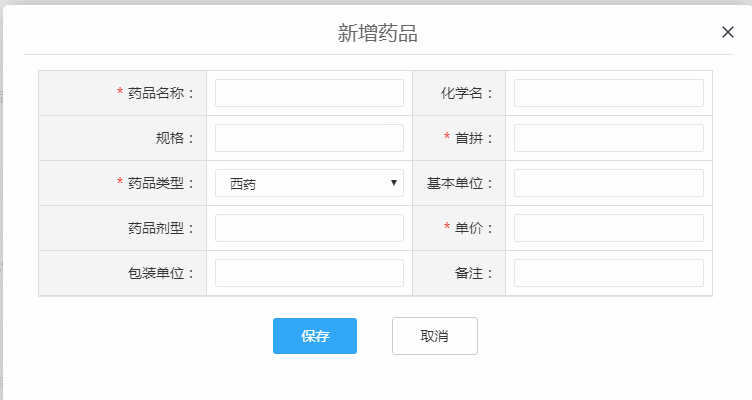 新增药品
* 药品名称： 化学名：
规格： * 首拼：
* 药品类型： 西药 基本单位：
药品剂型： * 单价：
包装单位： 备注：
保存 取消